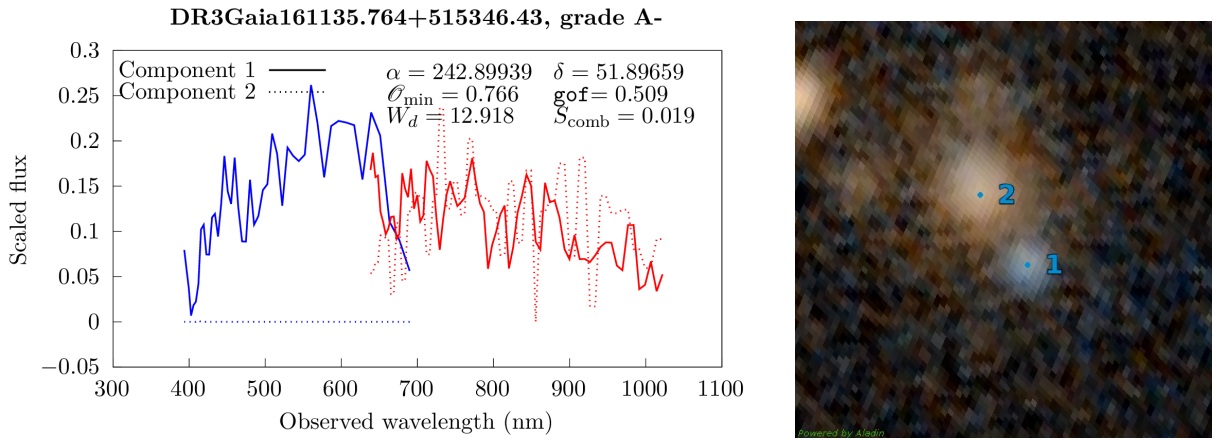 DR3Gaia161135.764+515346.43, grade A-
Component 1
Component 2
α = 242.89939 δ = 51.89659
𝒪min = 0.766 gof= 0.509
Wd = 12.918 Scomb = 0.019
Scaled flux
0.3
0.25
0.2
0.15
0.1
0.05
0
−0.05
300 400 500 600 700 800 900 1000 1100
Observed wavelength (nm)
2
1
Powered by Aladin